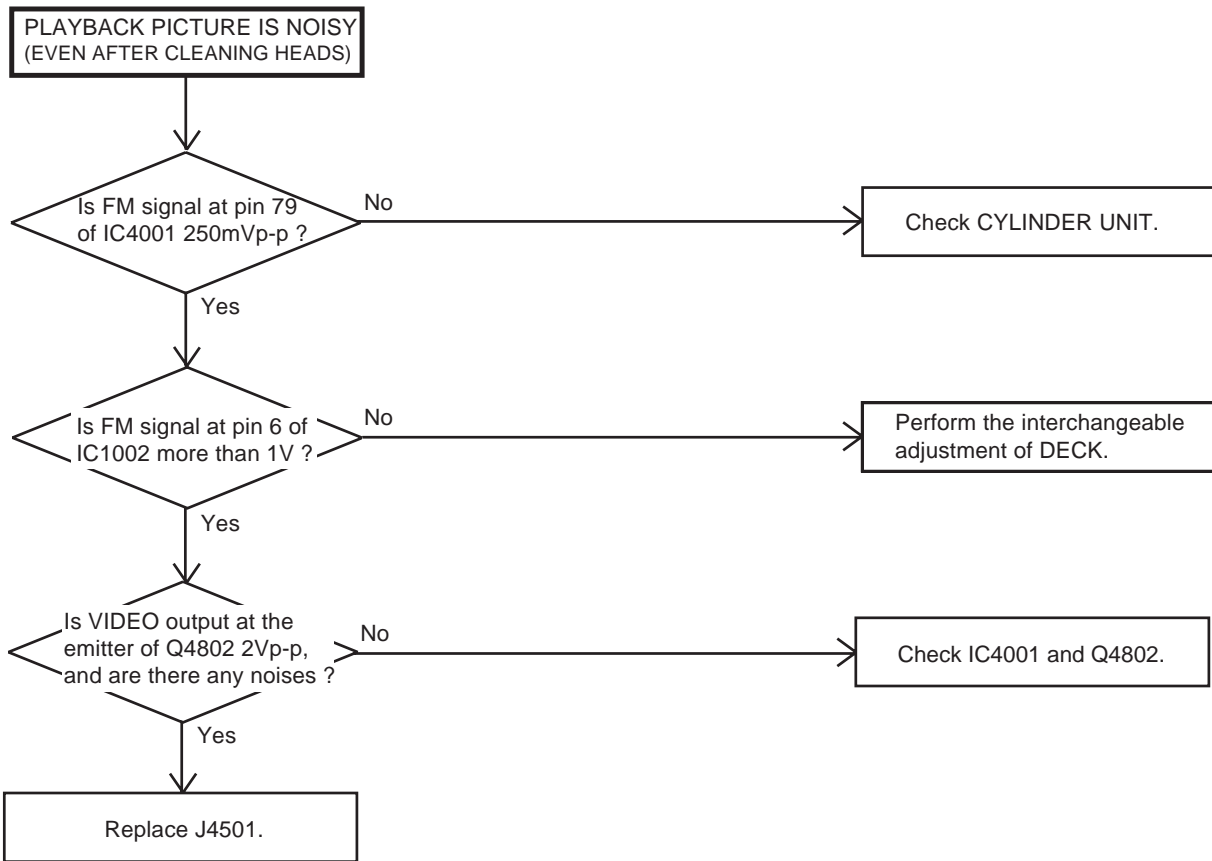 PLAYBACK PICTURE IS NOISY
(EVEN AFTER CLEANING HEADS)
Is FM signal at pin 79
of IC4001 250mVp-p ?
No
Check CYLINDER UNIT.
Yes
Is FM signal at pin 6 of
IC1002 more than 1V ?
No
Perform the interchangeable
adjustment of DECK.
Yes
Is VIDEO output at the
emitter of Q4802 2Vp-p,
and are there any noises ?
No
Check IC4001 and Q4802.
Yes
Replace J4501.